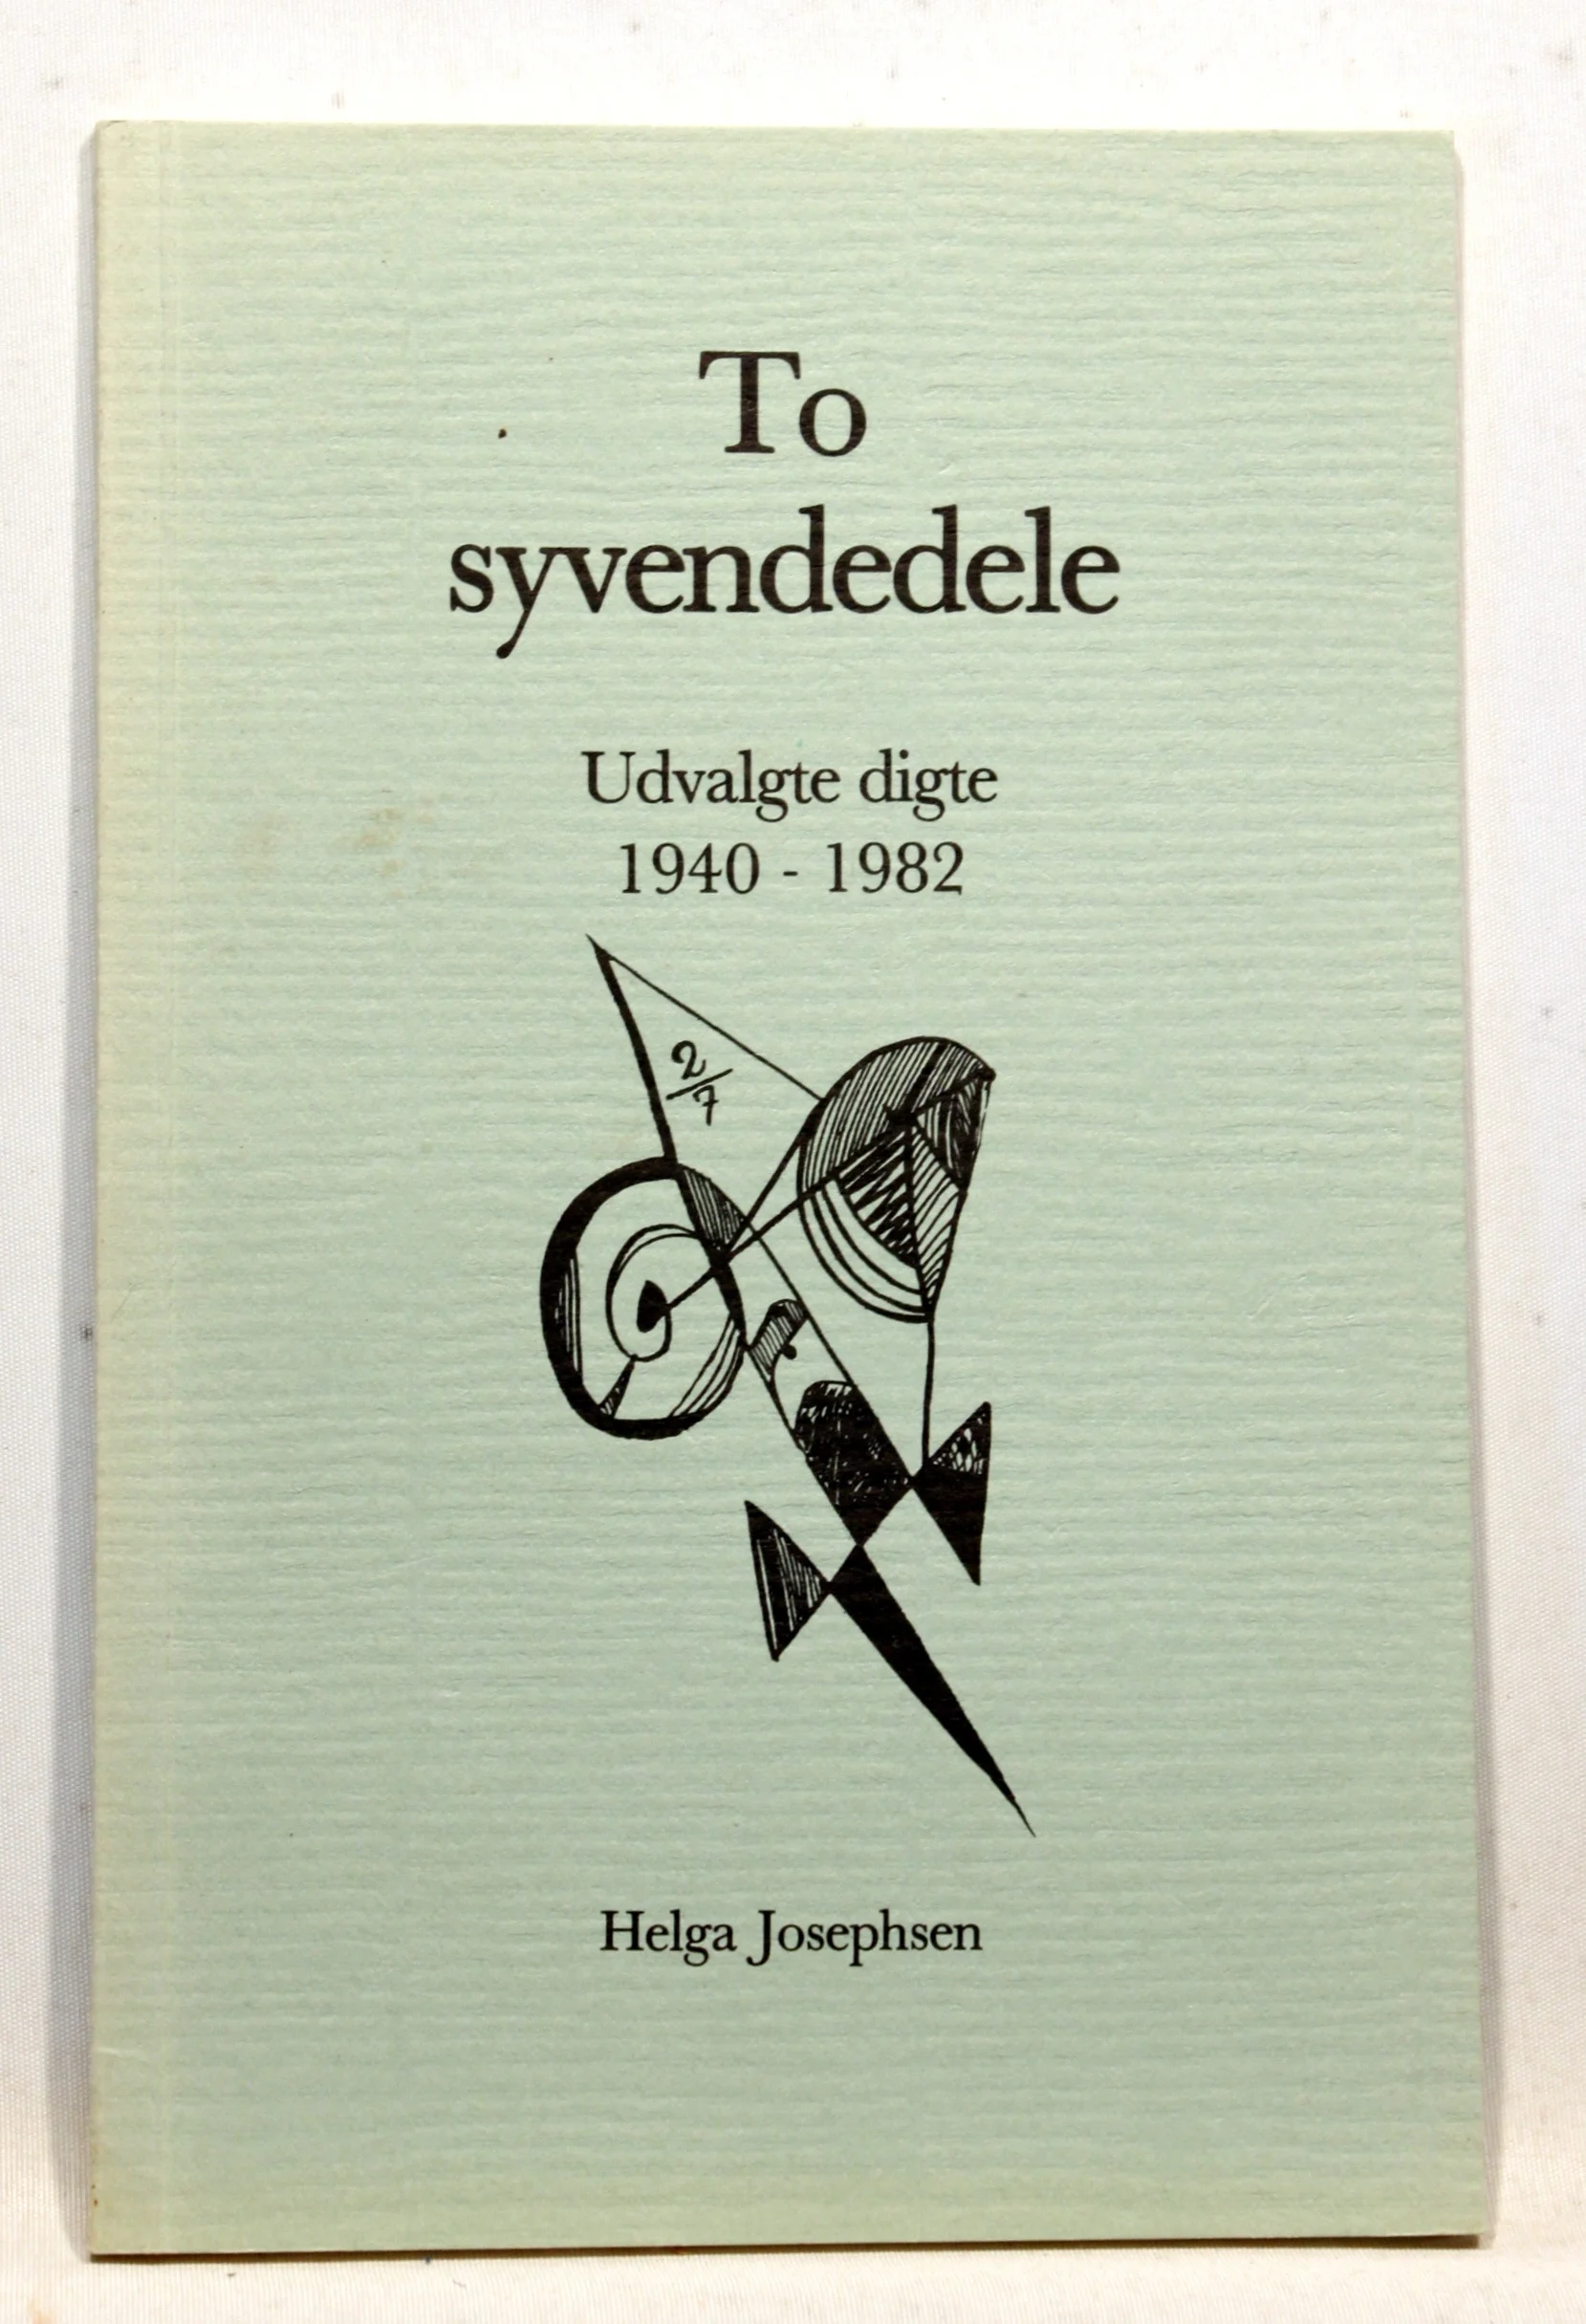 To
syvendedele
Udvalgte digte
1940 - 1982
2/7
Helga Josephsen